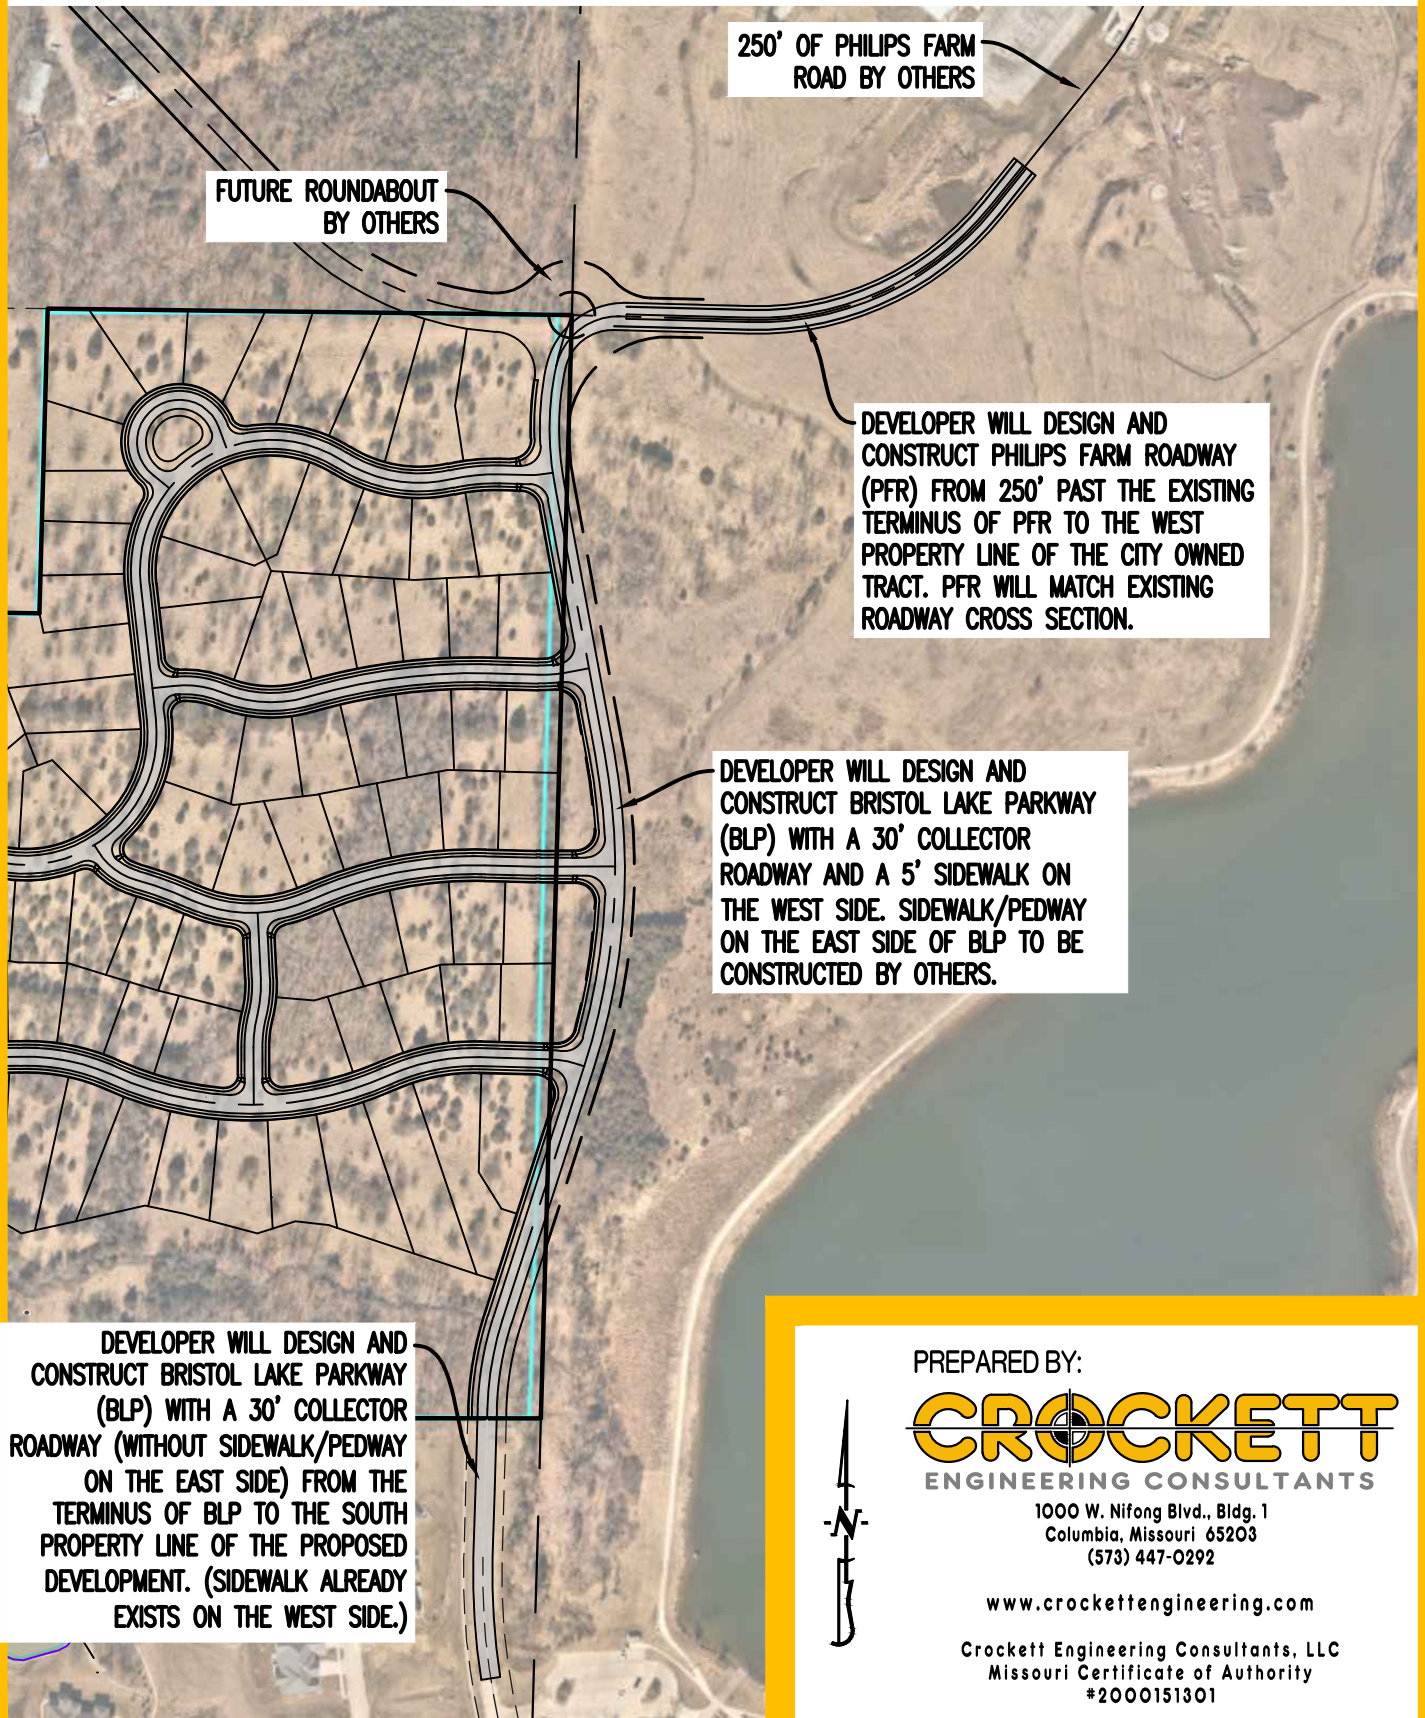 250' OF PHILIPS FARM
ROAD BY OTHERS
FUTURE ROUNDABOUT
BY OTHERS
DEVELOPER WILL DESIGN AND
CONSTRUCT PHILIPS FARM ROADWAY
(PFR) FROM 250' PAST THE EXISTING
TERMINUS OF PFR TO THE WEST
PROPERTY LINE OF THE CITY OWNED
TRACT. PFR WILL MATCH EXISTING
ROADWAY CROSS SECTION.
DEVELOPER WILL DESIGN AND
CONSTRUCT BRISTOL LAKE PARKWAY
(BLP) WITH A 30' COLLECTOR
ROADWAY AND A 5' SIDEWALK ON
THE WEST SIDE. SIDEWALK/PEDWAY
ON THE EAST SIDE OF BLP TO BE
CONSTRUCTED BY OTHERS.
DEVELOPER WILL DESIGN AND
CONSTRUCT BRISTOL LAKE PARKWAY
(BLP) WITH A 30' COLLECTOR
ROADWAY (WITHOUT SIDEWALK/PEDWAY
ON THE EAST SIDE) FROM THE
TERMINUS OF BLP TO THE SOUTH
PROPERTY LINE OF THE PROPOSED
DEVELOPMENT. (SIDEWALK ALREADY
EXISTS ON THE WEST SIDE.)
N
PREPARED BY:
CROCKETT
ENGINEERING CONSULTANTS
1000 W. Nifong Blvd., Bldg. 1
Columbia, Missouri 65203
(573) 447-0292
www.crockettengineering.com
Crockett Engineering Consultants, LLC
Missouri Certificate of Authority
#2000151301